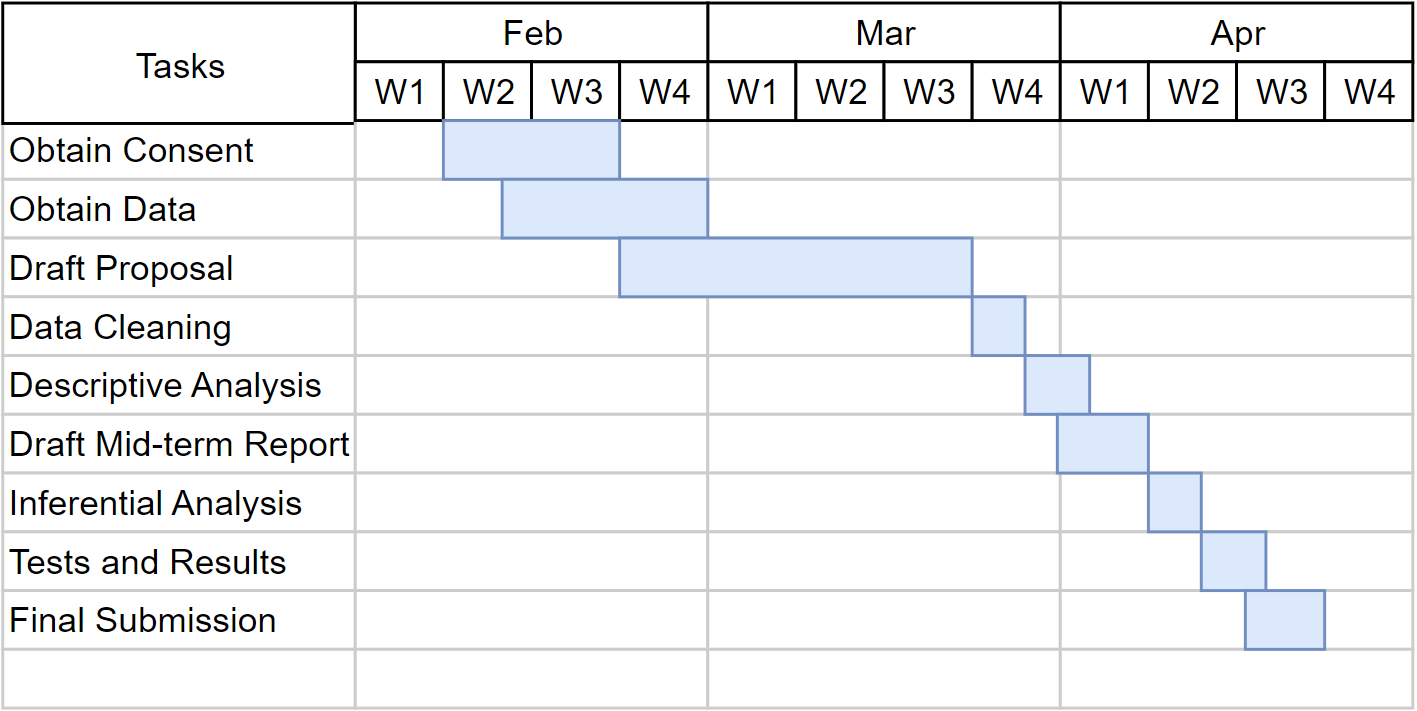 Tasks
Feb Mar Apr
W1 W2 W3 W4 W1 W2 W3 W4 W1 W2 W3 W4
Obtain Consent
Obtain Data
Draft Proposal
Data Cleaning
Descriptive Analysis
Draft Mid-term Report
Inferential Analysis
Tests and Results
Final Submission